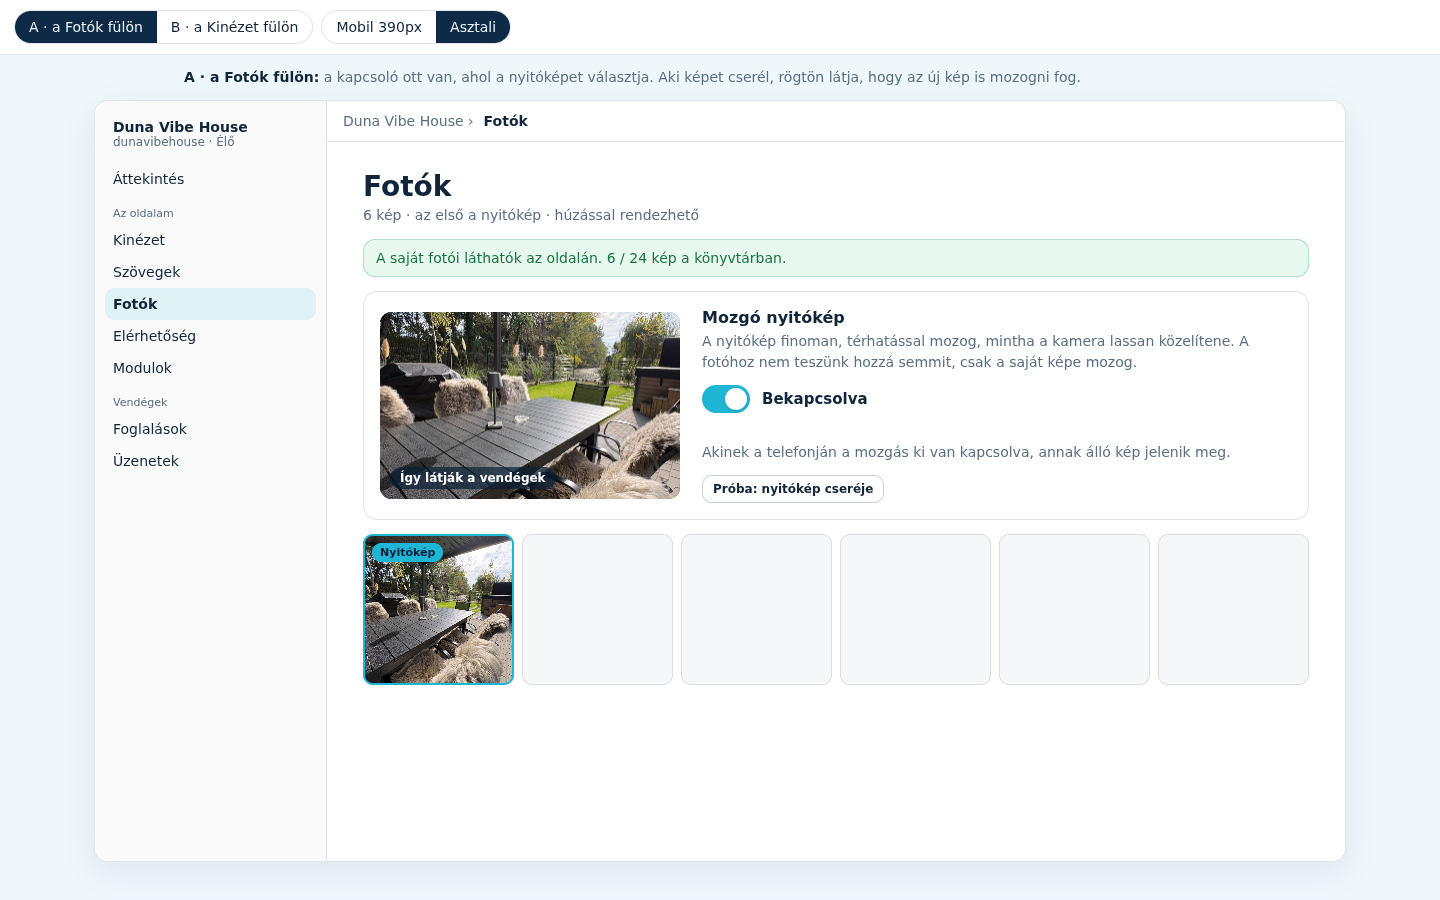 A · a Fotók fülön
B · a Kinézet fülön
Mobil 390px
Asztali
A · a Fotók fülön: a kapcsoló ott van, ahol a nyitóképet választja. Aki képet cserél, rögtön látja, hogy az új kép is mozogni fog.
Duna Vibe House
dunavibehouse · Élő
Áttekintés
Az oldalam
Kinézet
Szövegek
Fotók
Elérhetőség
Modulok
Vendégek
Foglalások
Üzenetek
Duna Vibe House › Fotók
Fotók
6 kép · az első a nyitókép · húzással rendezhető
A saját fotói láthatók az oldalán. 6 / 24 kép a könyvtárban.
Így látják a vendégek
Mozgó nyitókép
A nyitókép finoman, térhatással mozog, mintha a kamera lassan közelítene. A
fotóhoz nem teszünk hozzá semmit, csak a saját képe mozog.
Bekapcsolva
Akinek a telefonján a mozgás ki van kapcsolva, annak álló kép jelenik meg.
Próba: nyitókép cseréje
Nyitókép